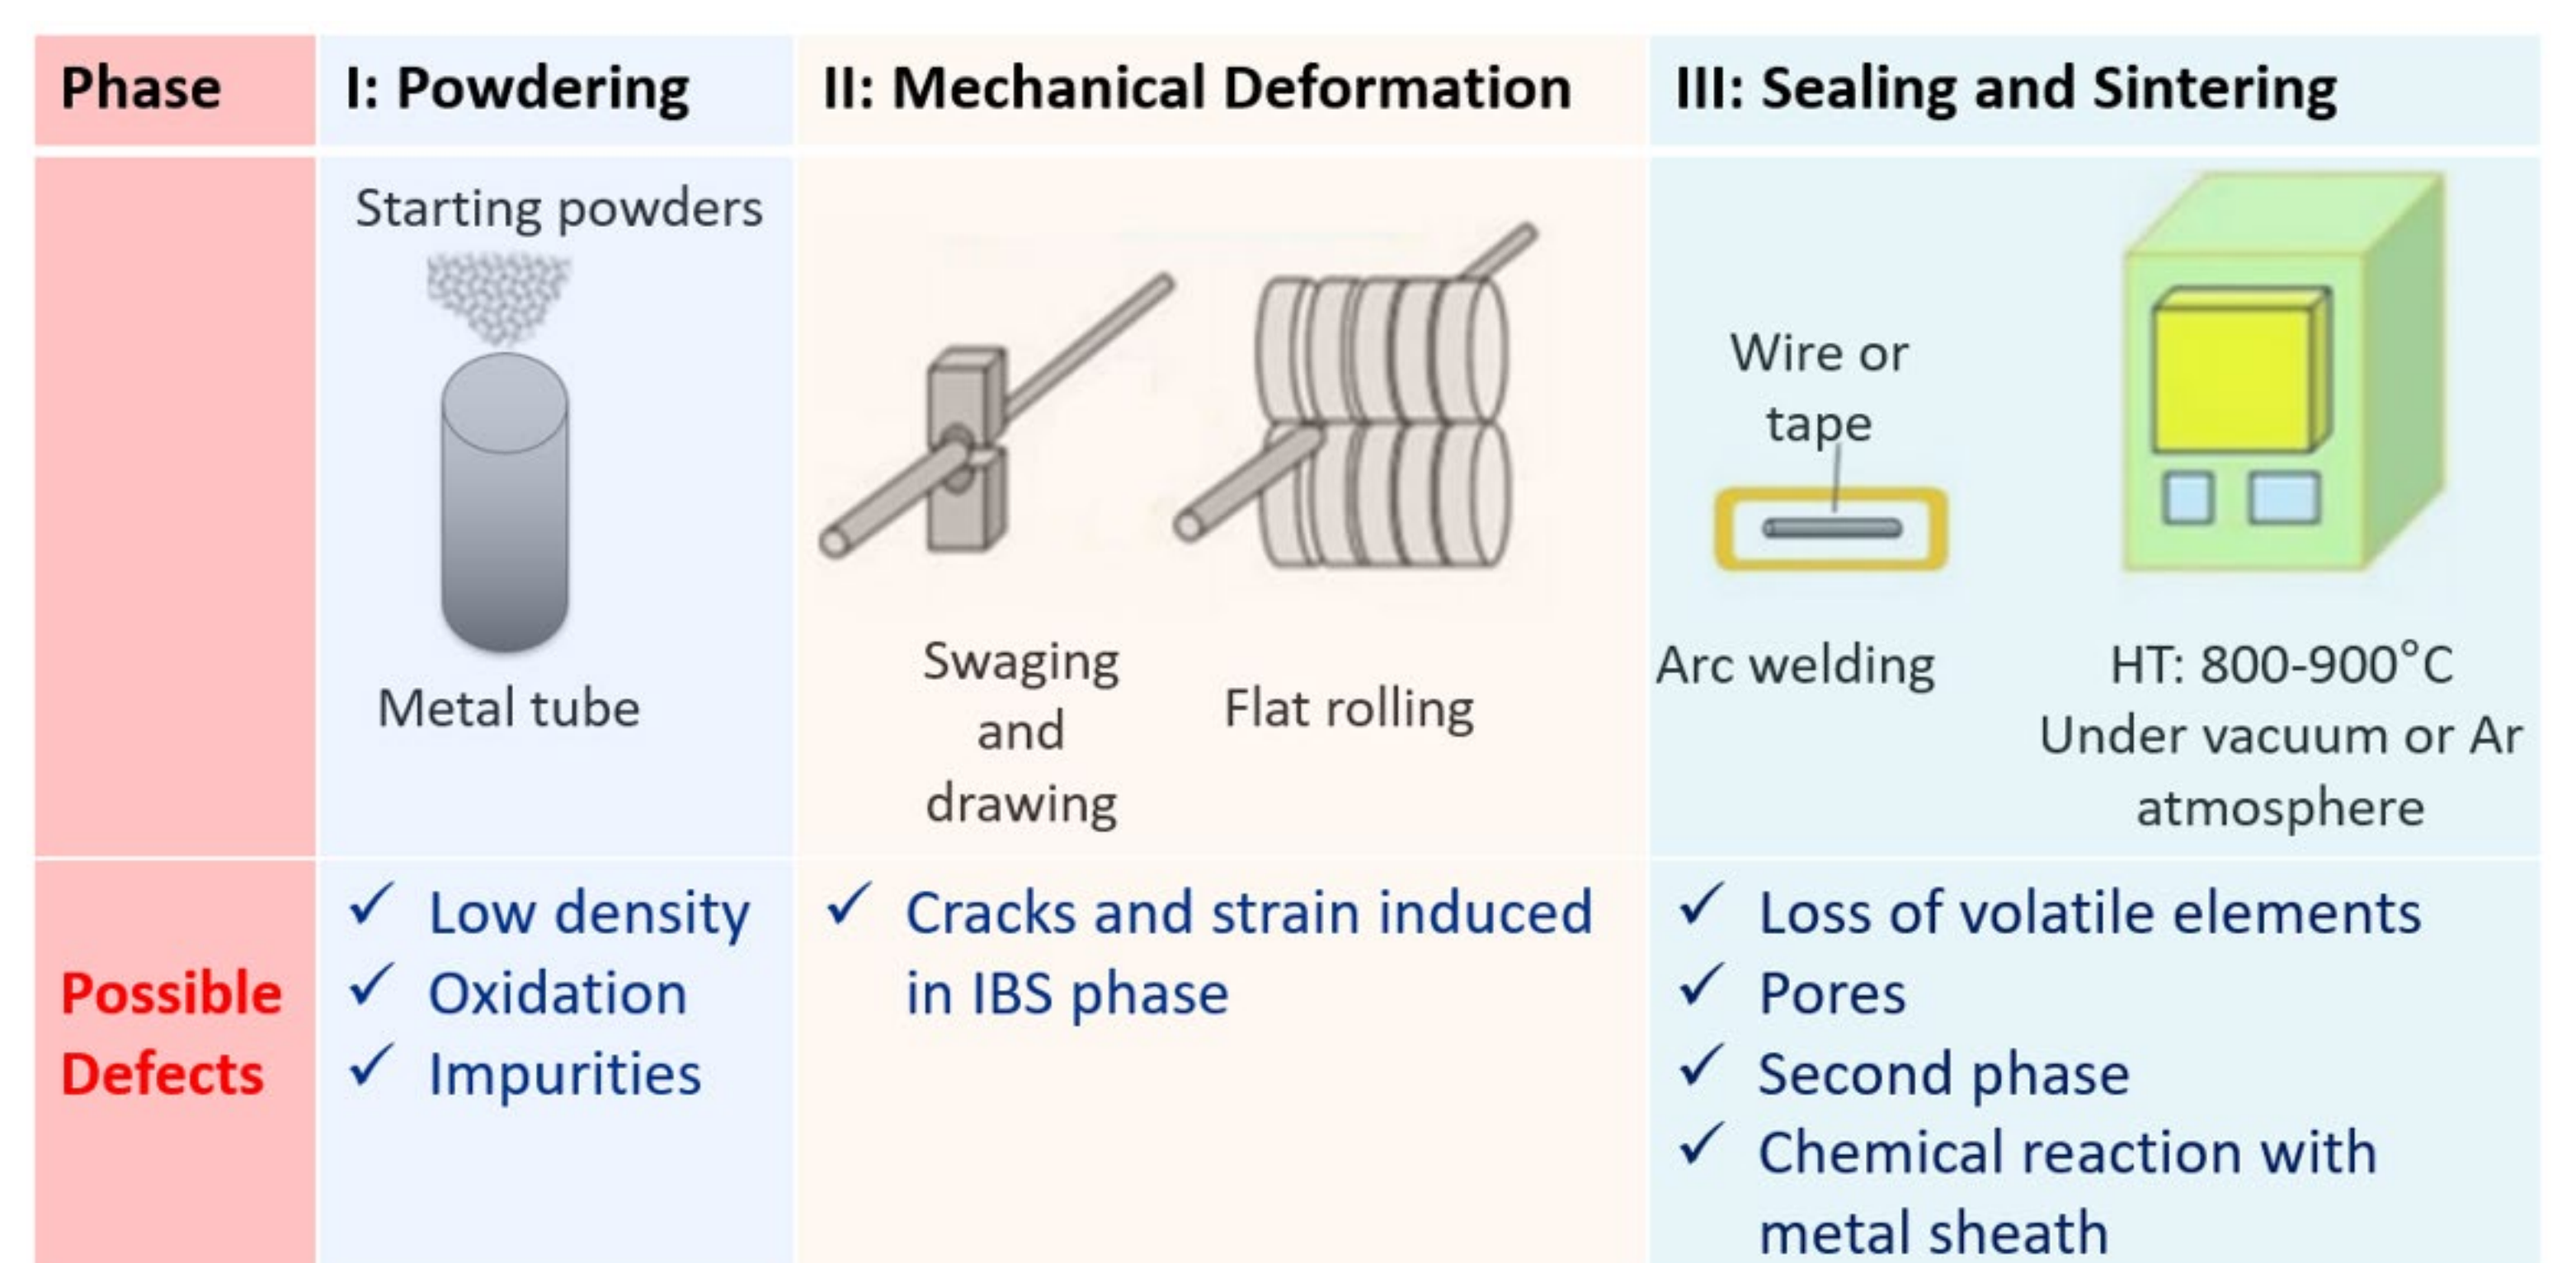 Phase
I: Powdering
II: Mechanical Deformation
III: Sealing and Sintering
Starting powders
Metal tube
Swaging
and
drawing
Flat rolling
Wire or
tape
Arc welding
HT: 800-900°C
Under vacuum or Ar
atmosphere
Possible
Defects
✓ Low density
✓ Oxidation
✓ Impurities
✓ Cracks and strain induced
in IBS phase
✓ Loss of volatile elements
✓ Pores
✓ Second phase
✓ Chemical reaction with
metal sheath